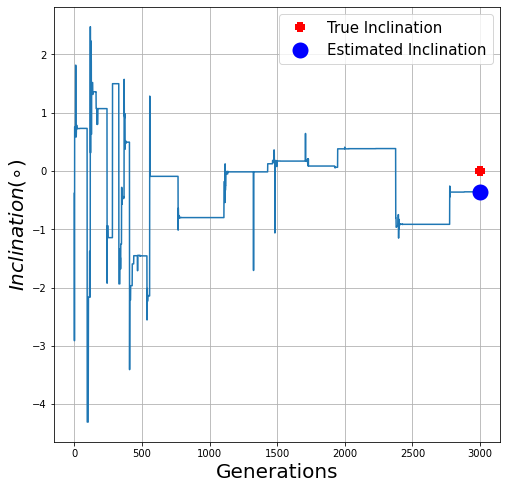 True Inclination
Estimated Inclination
2
1
0
−1
−2
−3
−4
Inclination(∘)
0 500 1000 1500 2000 2500 3000
Generations